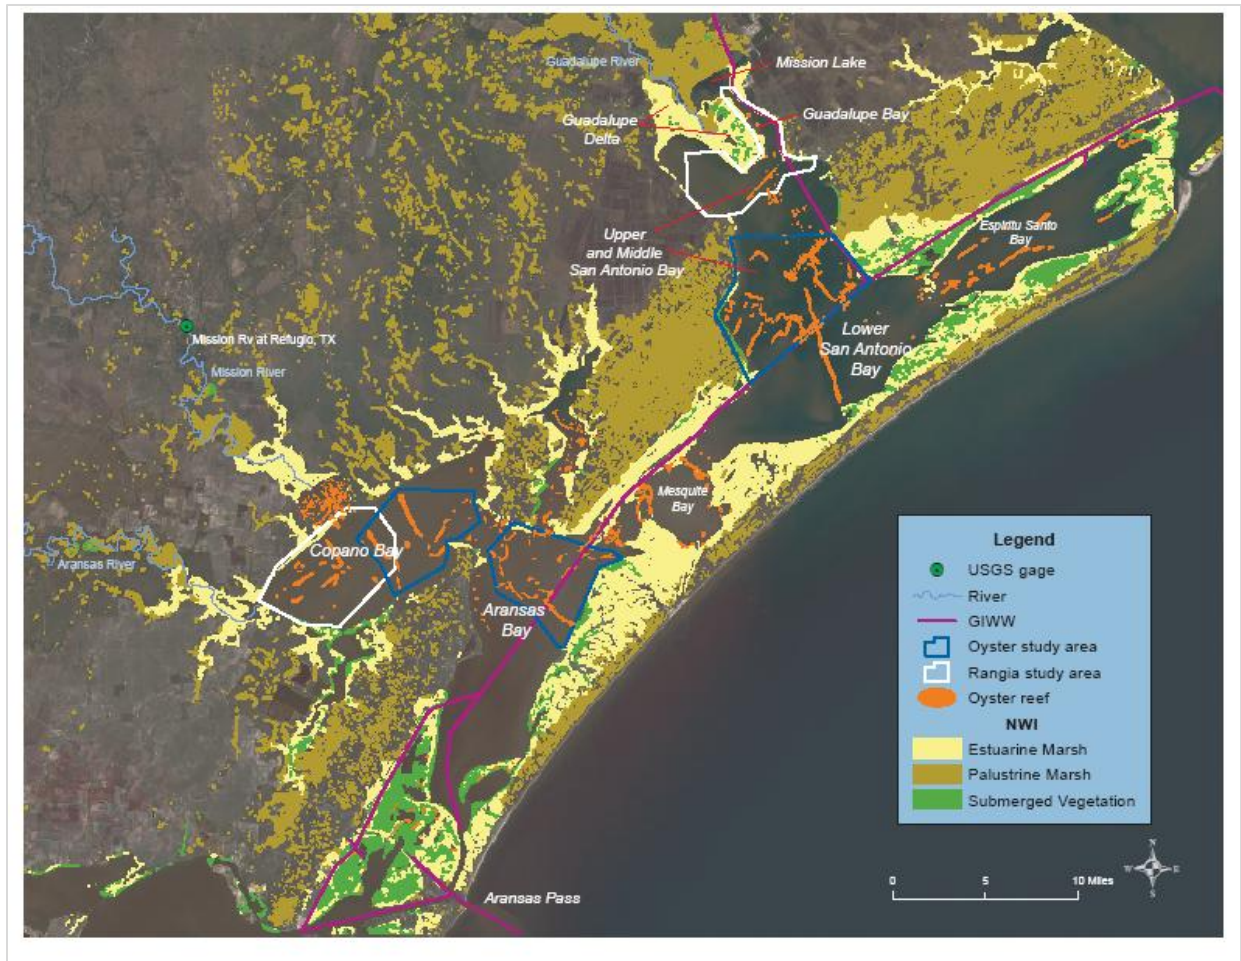 Guadalupe River
Mission Lake
Guadalupe Bay
Guadalupe
Delta
Upper
and Middle
San Antonio Bay
Espiritu Santo
Bay
Lower
San Antonio
Bay
Mission Rv at Refugio, TX
Mission River
Mesquite
Bay
Copano Bay
Aransas River
Aransas
Bay
Aransas Pass
Legend
USGS gage
River
GIWW
Oyster study area
Rangia study area
Oyster reef
NWI
Estuarine Marsh
Palustrine Marsh
Submerged Vegetation
0 5 10 Miles
N
W E
S